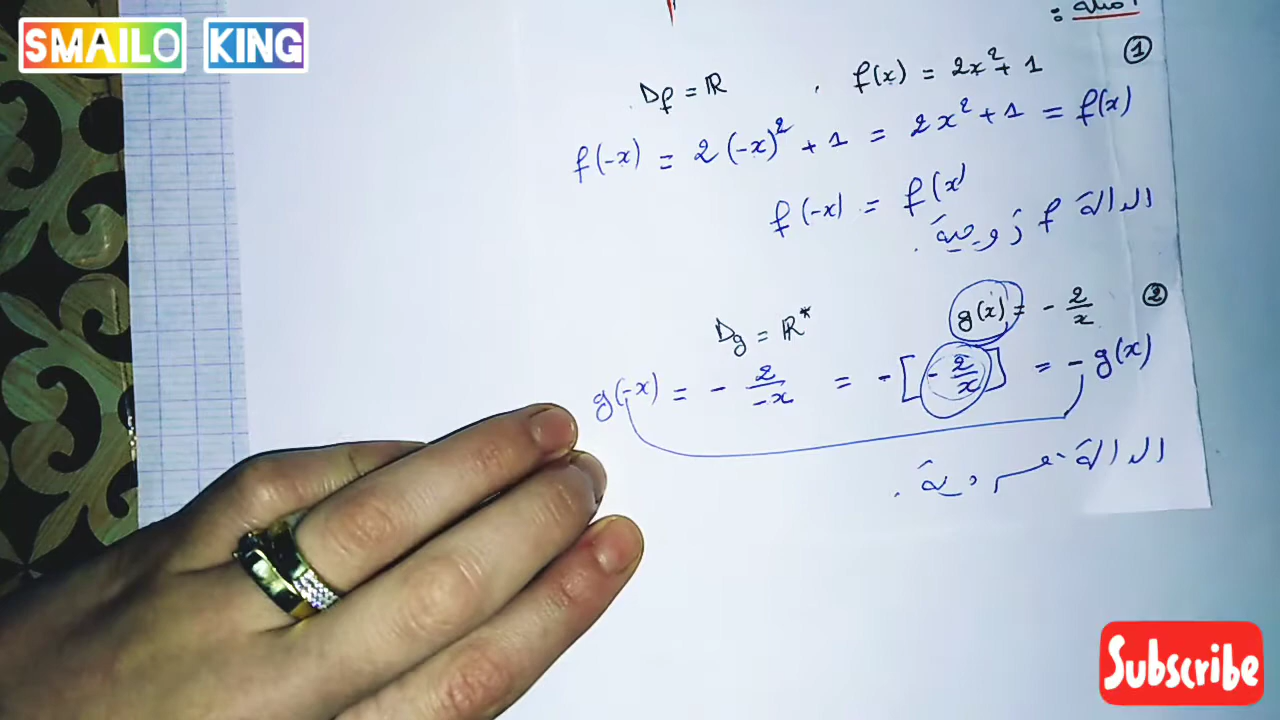 SMAILO KING
أمثلة :
① f(x) = 2x² + 1 . Df = ℝ
f(-x) = 2(-x)² + 1 = 2x² + 1 = f(x)
f(-x) = f(x)
الدالة f زوجية .
② g(x) = - 2/x Dg = ℝ*
g(-x) = - 2/-x = - [- 2/x] = - g(x)
الدالة فردية .
Subscribe